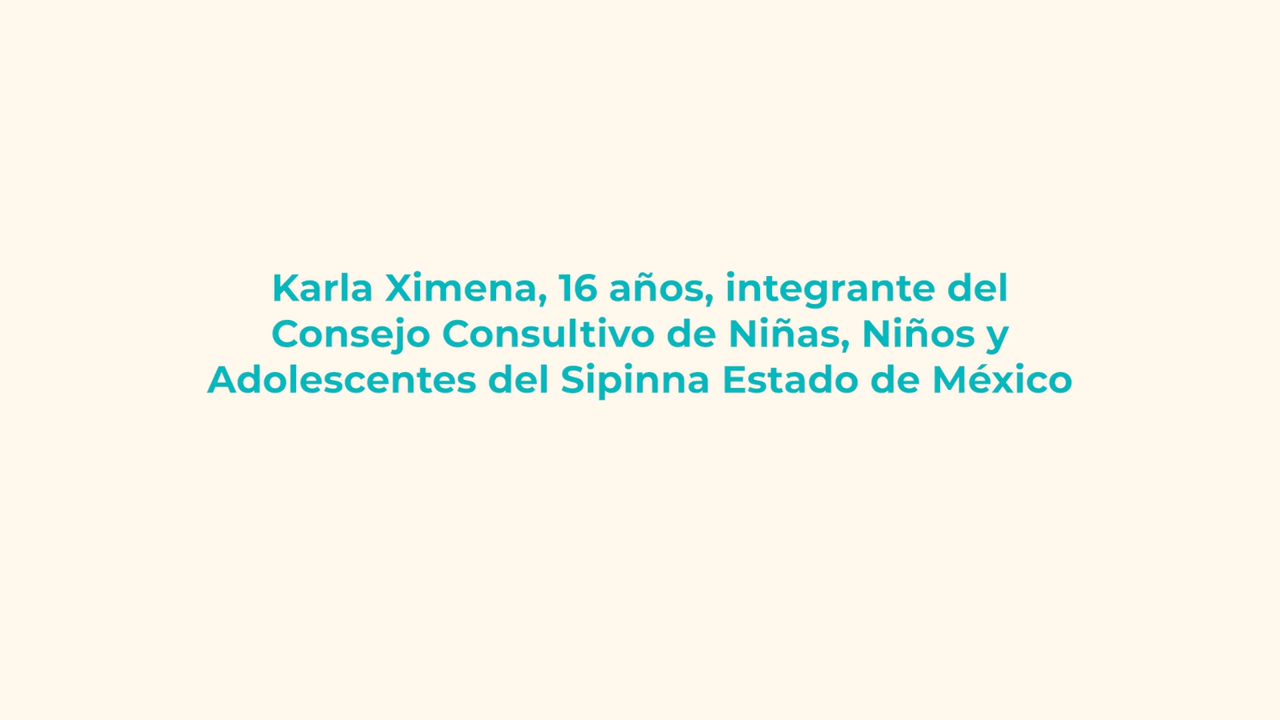 Karla Ximena, 16 años, integrante del
Consejo Consultivo de Niñas, Niños y
Adolescentes del Sipinna Estado de México